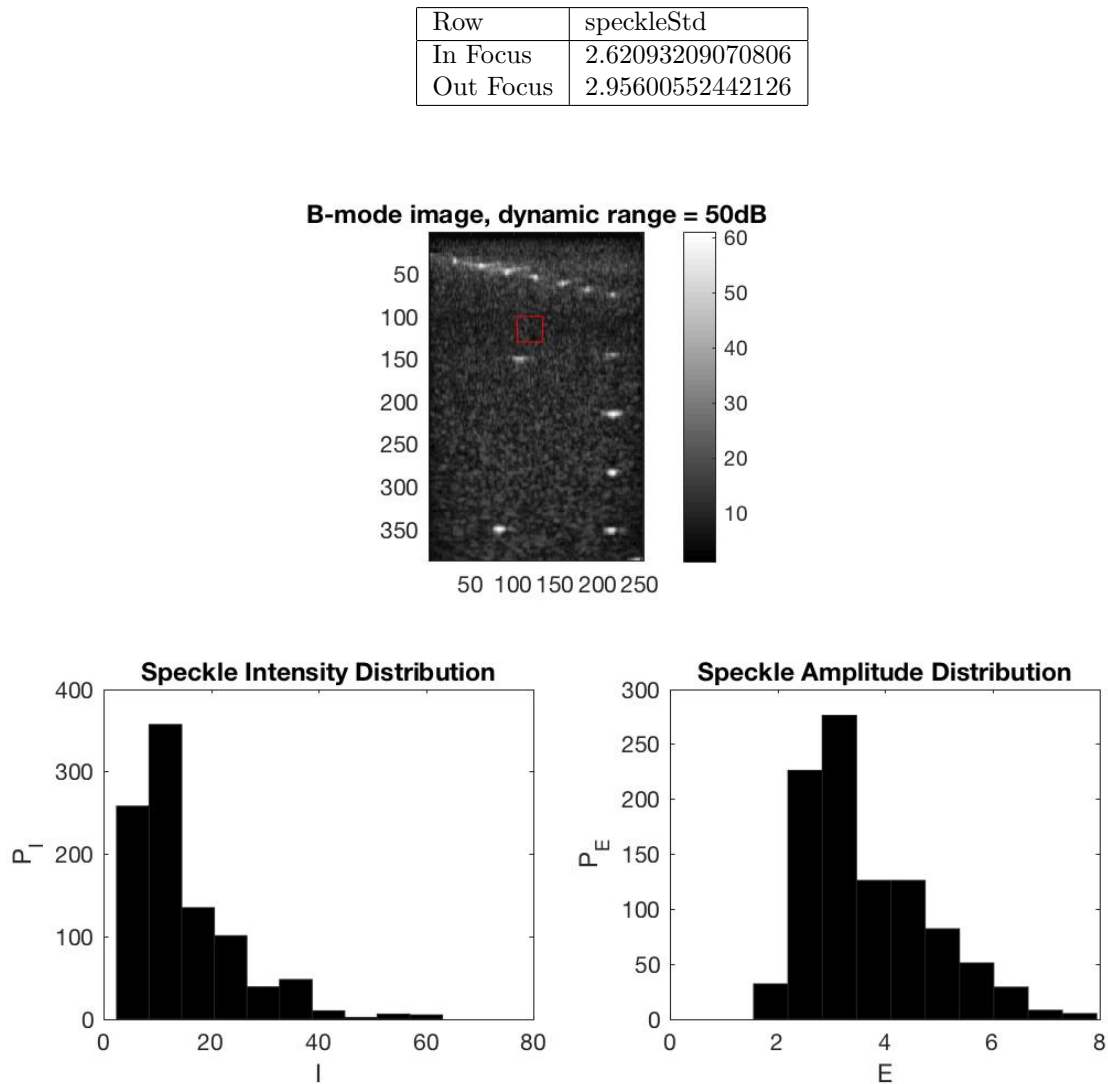 Row speckleStd
In Focus 2.62093209070806
Out Focus 2.95600552442126
B-mode image, dynamic range = 50dB
50
100
150
200
250
300
350
50 100 150 200 250
60
50
40
30
20
10
Speckle Intensity Distribution
400
300
200
100
0
P_I
0 20 40 60 80
I
Speckle Amplitude Distribution
300
250
200
150
100
50
0
P_E
0 2 4 6 8
E